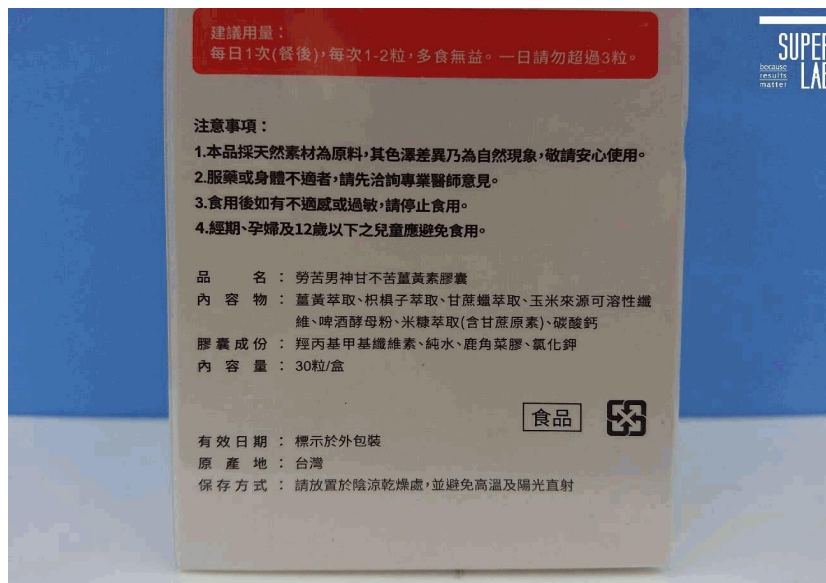 建議用量：
每日1次(餐後)，每次1-2粒，多食無益。一日請勿超過3粒。
注意事項：
1.本品採天然素材為原料，其色澤差異乃為自然現象，敬請安心使用。
2.服藥或身體不適者，請先洽詢專業醫師意見。
3.食用後如有不適感或過敏，請停止食用。
4.經期、孕婦及12歲以下之兒童應避免食用。
品名：勞苦男神甘不苦薑黃素膠囊
內容物：薑黃萃取、枳椇子萃取、甘蔗蠟萃取、玉米來源可溶性纖
維、啤酒酵母粉、米糠萃取(含甘蔗原素)、碳酸鈣
膠囊成份：羥丙基甲基纖維素、純水、鹿角菜膠、氯化鉀
內容量：30粒/盒
食品
有效日期：標示於外包裝
原產地：台灣
保存方式：請放置於陰涼乾燥處，並避免高溫及陽光直射
SUPER
because
results
matter
LAB